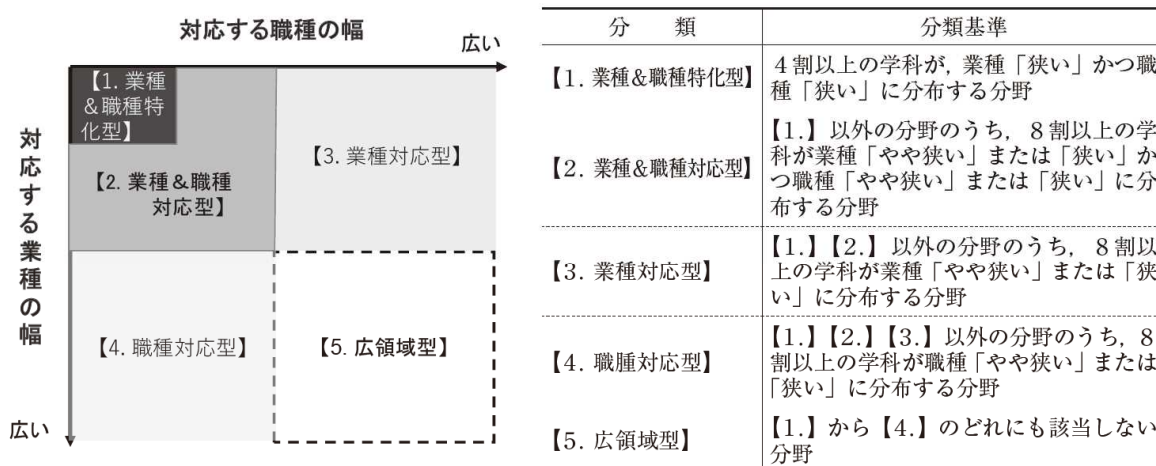 対応する職種の幅
広い
【1. 業種
&職種特
化型】
【3. 業種対応型】
【2. 業種&職種
対応型】
対応する業種の幅
【4. 職種対応型】
【5. 広領域型】
広い
分　類
分類基準
【1. 業種&職種特化型】
4割以上の学科が，業種「狭い」かつ職
種「狭い」に分布する分野
【2. 業種&職種対応型】
【1.】以外の分野のうち，8割以上の学
科が業種「やや狭い」または「狭い」か
つ職種「やや狭い」または「狭い」に分
布する分野
【3. 業種対応型】
【1.】【2.】以外の分野のうち，8割以
上の学科が業種「やや狭い」または「狭
い」に分布する分野
【4. 職腫対応型】
【1.】【2.】【3.】以外の分野のうち，8
割以上の学科が職種「やや狭い」または
「狭い」に分布する分野
【5. 広領域型】
【1.】から【4.】のどれにも該当しない
分野